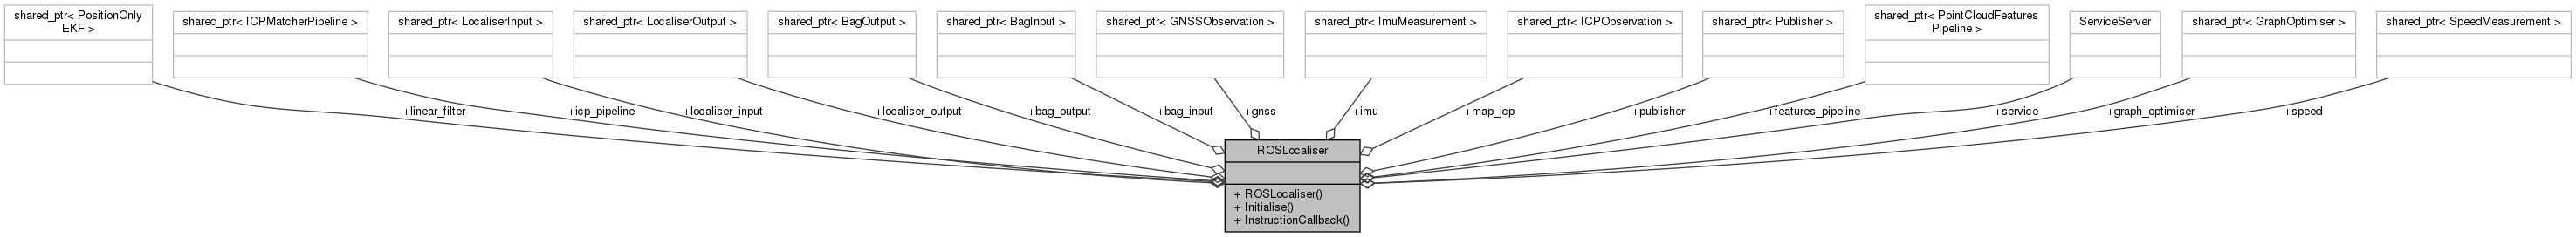 shared_ptr< PositionOnly
EKF >
shared_ptr< ICPMatcherPipeline >
shared_ptr< LocaliserInput >
shared_ptr< LocaliserOutput >
shared_ptr< BagOutput >
shared_ptr< BagInput >
shared_ptr< GNSSObservation >
shared_ptr< ImuMeasurement >
shared_ptr< ICPObservation >
shared_ptr< Publisher >
shared_ptr< PointCloudFeatures
Pipeline >
ServiceServer
shared_ptr< GraphOptimiser >
shared_ptr< SpeedMeasurement >
+linear_filter
+icp_pipeline
+localiser_input
+localiser_output
+bag_output
+bag_input
+gnss
+imu
+map_icp
+publisher
+features_pipeline
+service
+graph_optimiser
+speed
ROSLocaliser
+ ROSLocaliser()
+ Initialise()
+ InstructionCallback()